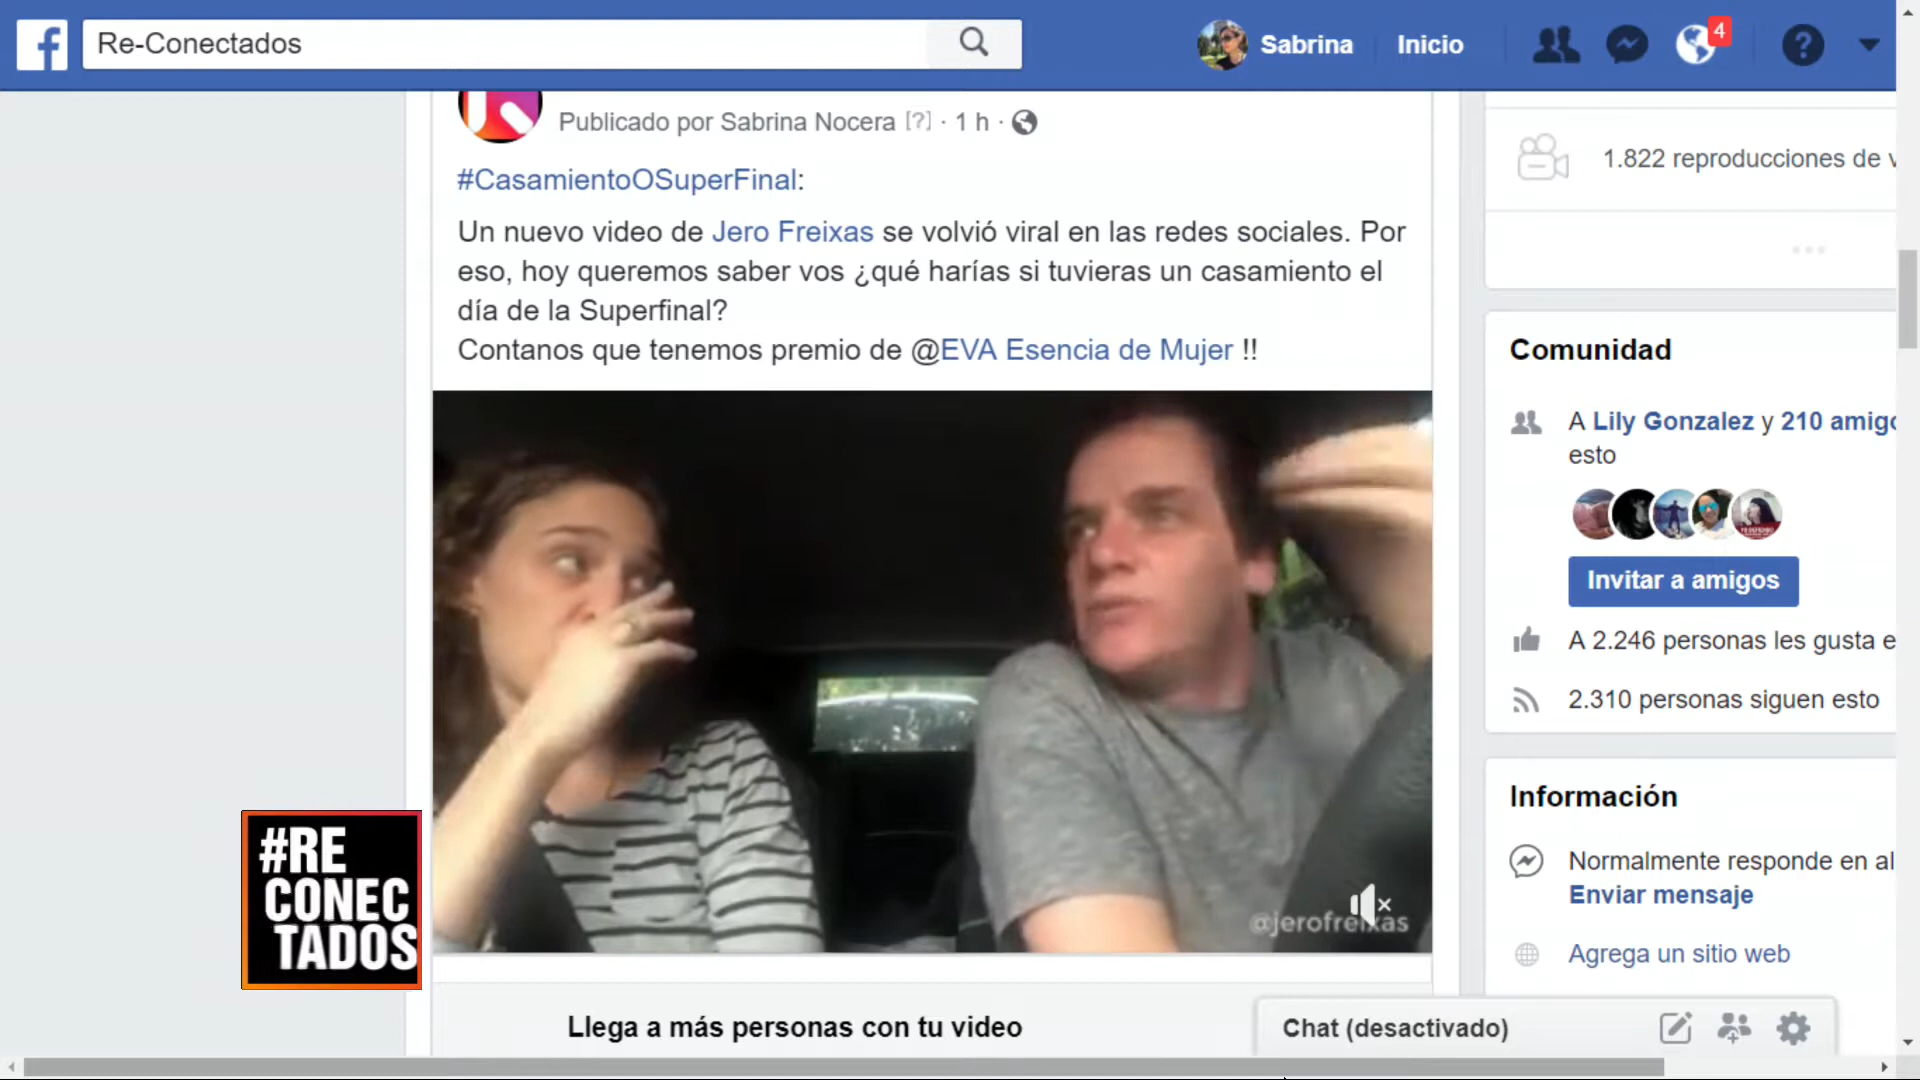 Re-Conectados
Sabrina
Inicio
4
?
Publicado por Sabrina Nocera [?] · 1 h ·
1.822 reproducciones de v
#CasamientoOSuperFinal:
Un nuevo video de Jero Freixas se volvió viral en las redes sociales. Por
eso, hoy queremos saber vos ¿qué harías si tuvieras un casamiento el
día de la Superfinal?
Contanos que tenemos premio de @EVA Esencia de Mujer !!
@jerofreixas
#RE
CONEC
TADOS
Llega a más personas con tu video
Comunidad
A Lily Gonzalez y 210 amigo
esto
Invitar a amigos
A 2.246 personas les gusta e
2.310 personas siguen esto
Información
Normalmente responde en al
Enviar mensaje
Agrega un sitio web
Chat (desactivado)